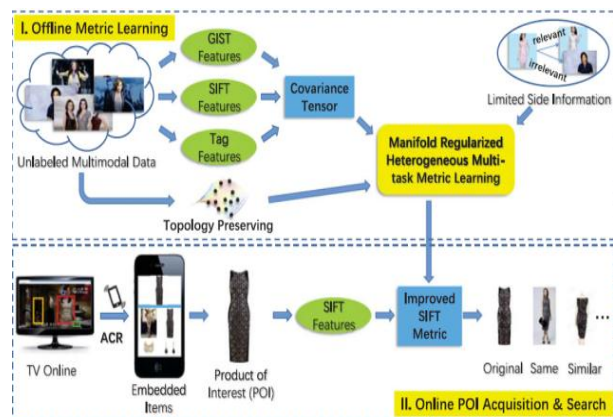 I. Offline Metric Learning
GIST
Features
SIFT
Features
Tag
Features
Covariance
Tensor
relevant
irrelevant
Limited Side Information
Unlabeled Multimodal Data
Manifold Regularized
Heterogeneous Multi-
task Metric Learning
Topology Preserving
TV Online
ACR
Embedded
Items
Product of
Interest (POI)
SIFT
Features
Improved
SIFT
Metric
Original Same Similar
...
II. Online POI Acquisition & Search